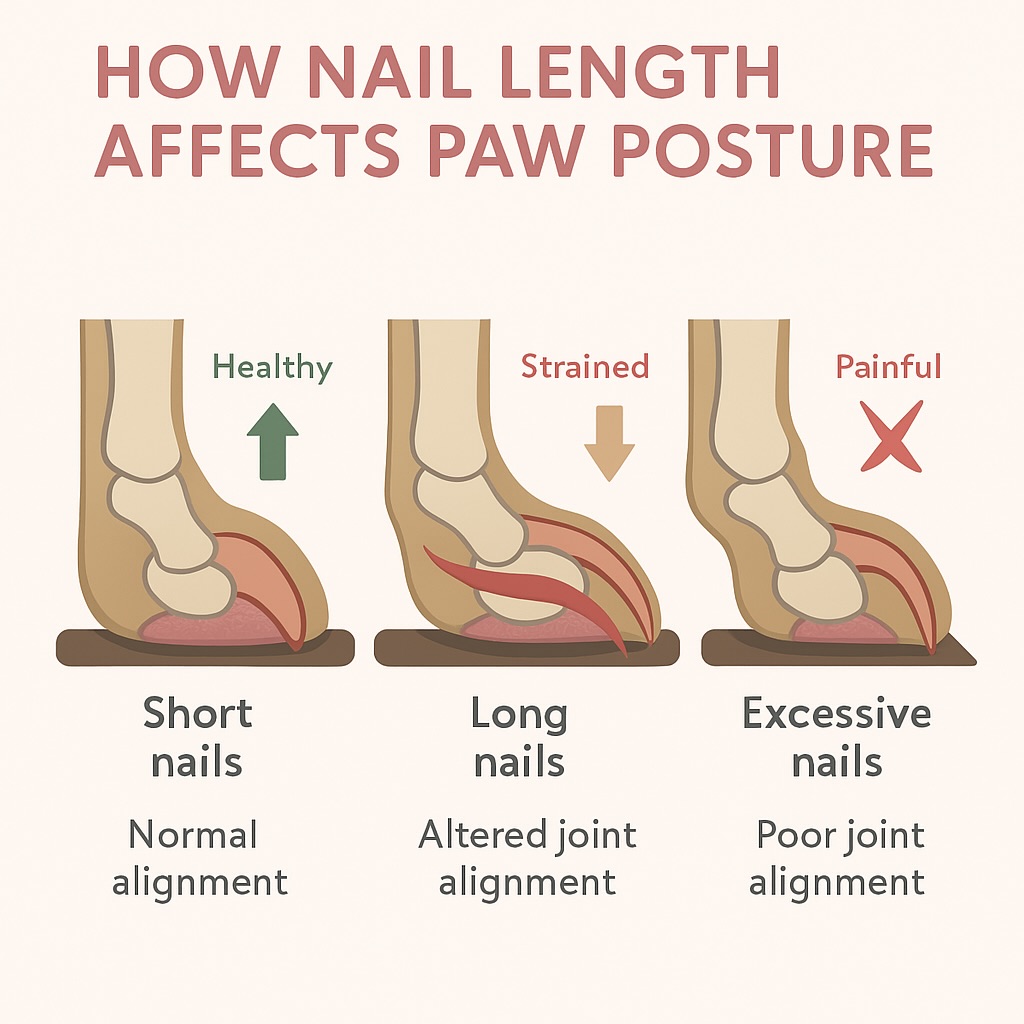 HOW NAIL LENGTH
AFFECTS PAW POSTURE
Healthy
Strained
Painful
Short
nails
Long
nails
Excessive
nails
Normal
alignment
Altered joint
alignment
Poor joint
alignment